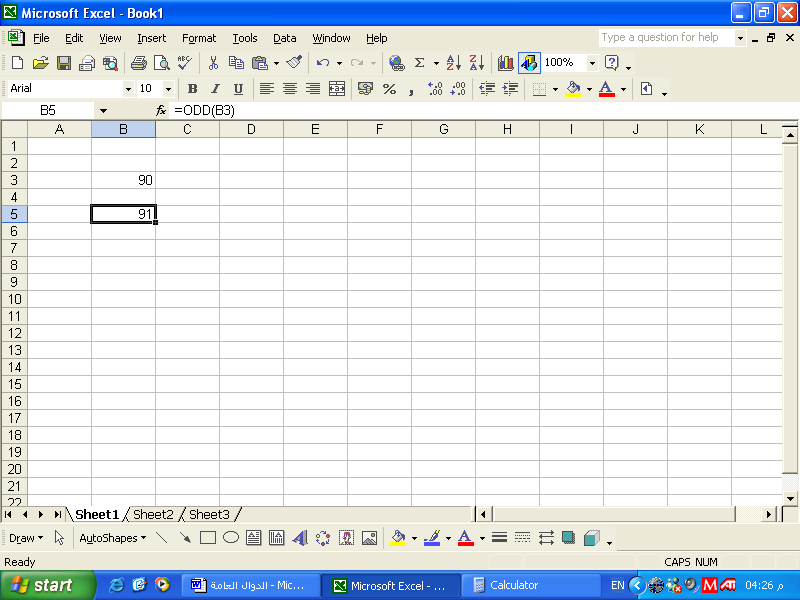 Microsoft Excel - Book1
File Edit View Insert Format Tools Data Window Help Type a question for help
100%
Arial 10 B I U
B5 fx =ODD(B3)
A B C D E F G H I J K L
1
2
3 90
4
5 91
6
7
8
9
10
11
12
13
14
15
16
17
18
19
20
21
22
Sheet1 Sheet2 Sheet3
Draw AutoShapes
Ready CAPS NUM
start الدوال العامة - Mic... Microsoft Excel - ... Calculator EN 04:26 م